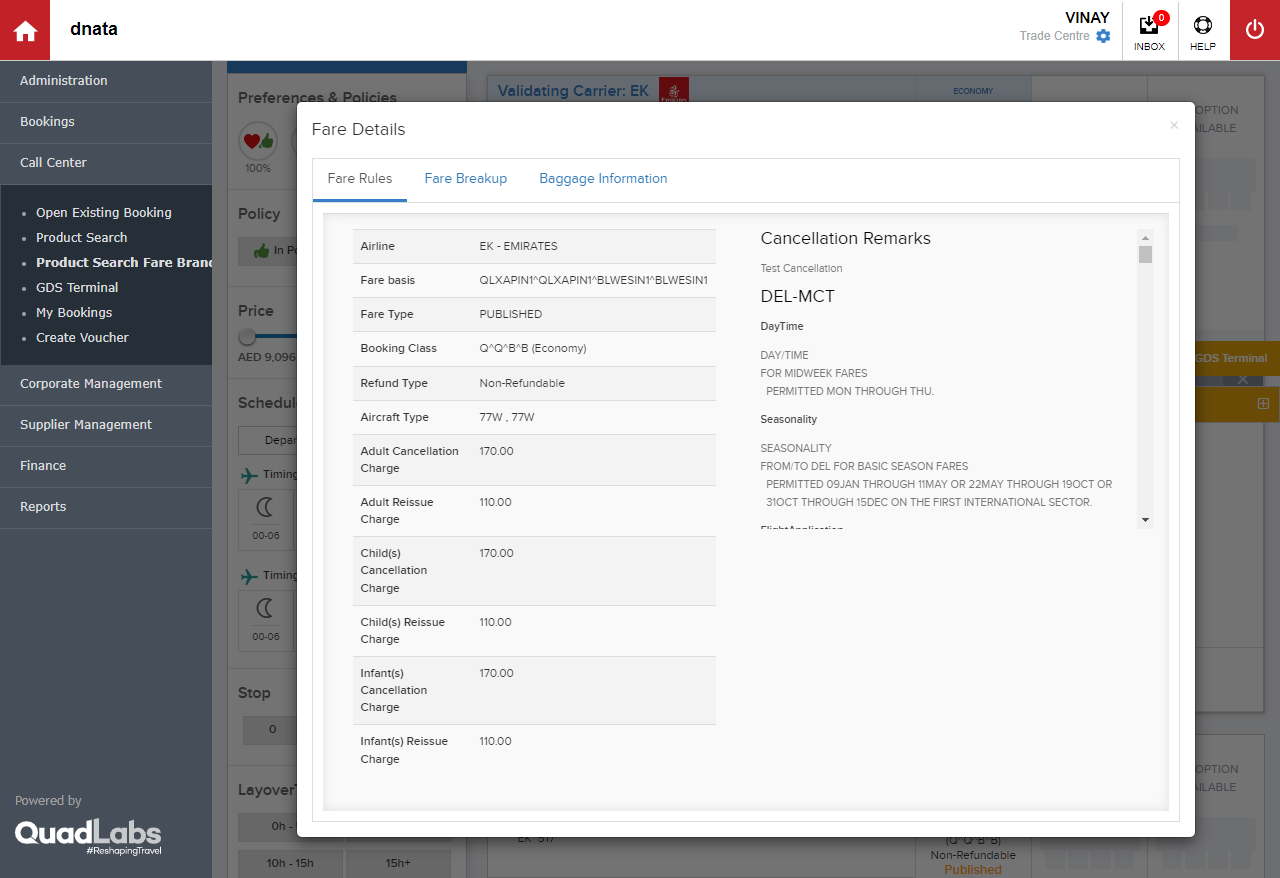 dnata
VINAY
Trade Centre
0
INBOX
HELP
Administration
Bookings
Call Center
Open Existing Booking
Product Search
Product Search Fare Brand
GDS Terminal
My Bookings
Create Voucher
Corporate Management
Supplier Management
Finance
Reports
Powered by
QuadLabs
#ReshapingTravel
Preferences & Policies
100%
Policy
In Po
Price
AED 9,096
Schedul
Depar
Timing
00-06
Timing
00-06
Stop
0
Layover
0h -
10h - 15h
15h+
Validating Carrier: EK
Emirates
ECONOMY
OPTION
AILABLE
GDS Terminal
OPTION
AILABLE
Fare Details
×
Fare Rules
Fare Breakup
Baggage Information
Airline EK - EMIRATES
Fare basis QLXAPIN1^QLXAPIN1^BLWESIN1^BLWESIN1
Fare Type PUBLISHED
Booking Class Q^Q^B^B (Economy)
Refund Type Non-Refundable
Aircraft Type 77W , 77W
Adult Cancellation Charge 170.00
Adult Reissue Charge 110.00
Child(s) Cancellation Charge 170.00
Child(s) Reissue Charge 110.00
Infant(s) Cancellation Charge 170.00
Infant(s) Reissue Charge 110.00
Cancellation Remarks
Test Cancellation
DEL-MCT
DayTime
DAY/TIME
FOR MIDWEEK FARES
PERMITTED MON THROUGH THU.
Seasonality
SEASONALITY
FROM/TO DEL FOR BASIC SEASON FARES
PERMITTED 09JAN THROUGH 11MAY OR 22MAY THROUGH 19OCT OR
31OCT THROUGH 15DEC ON THE FIRST INTERNATIONAL SECTOR.
FlightApplication
EK 517
(Q^Q^B^B)
Non-Refundable
Published